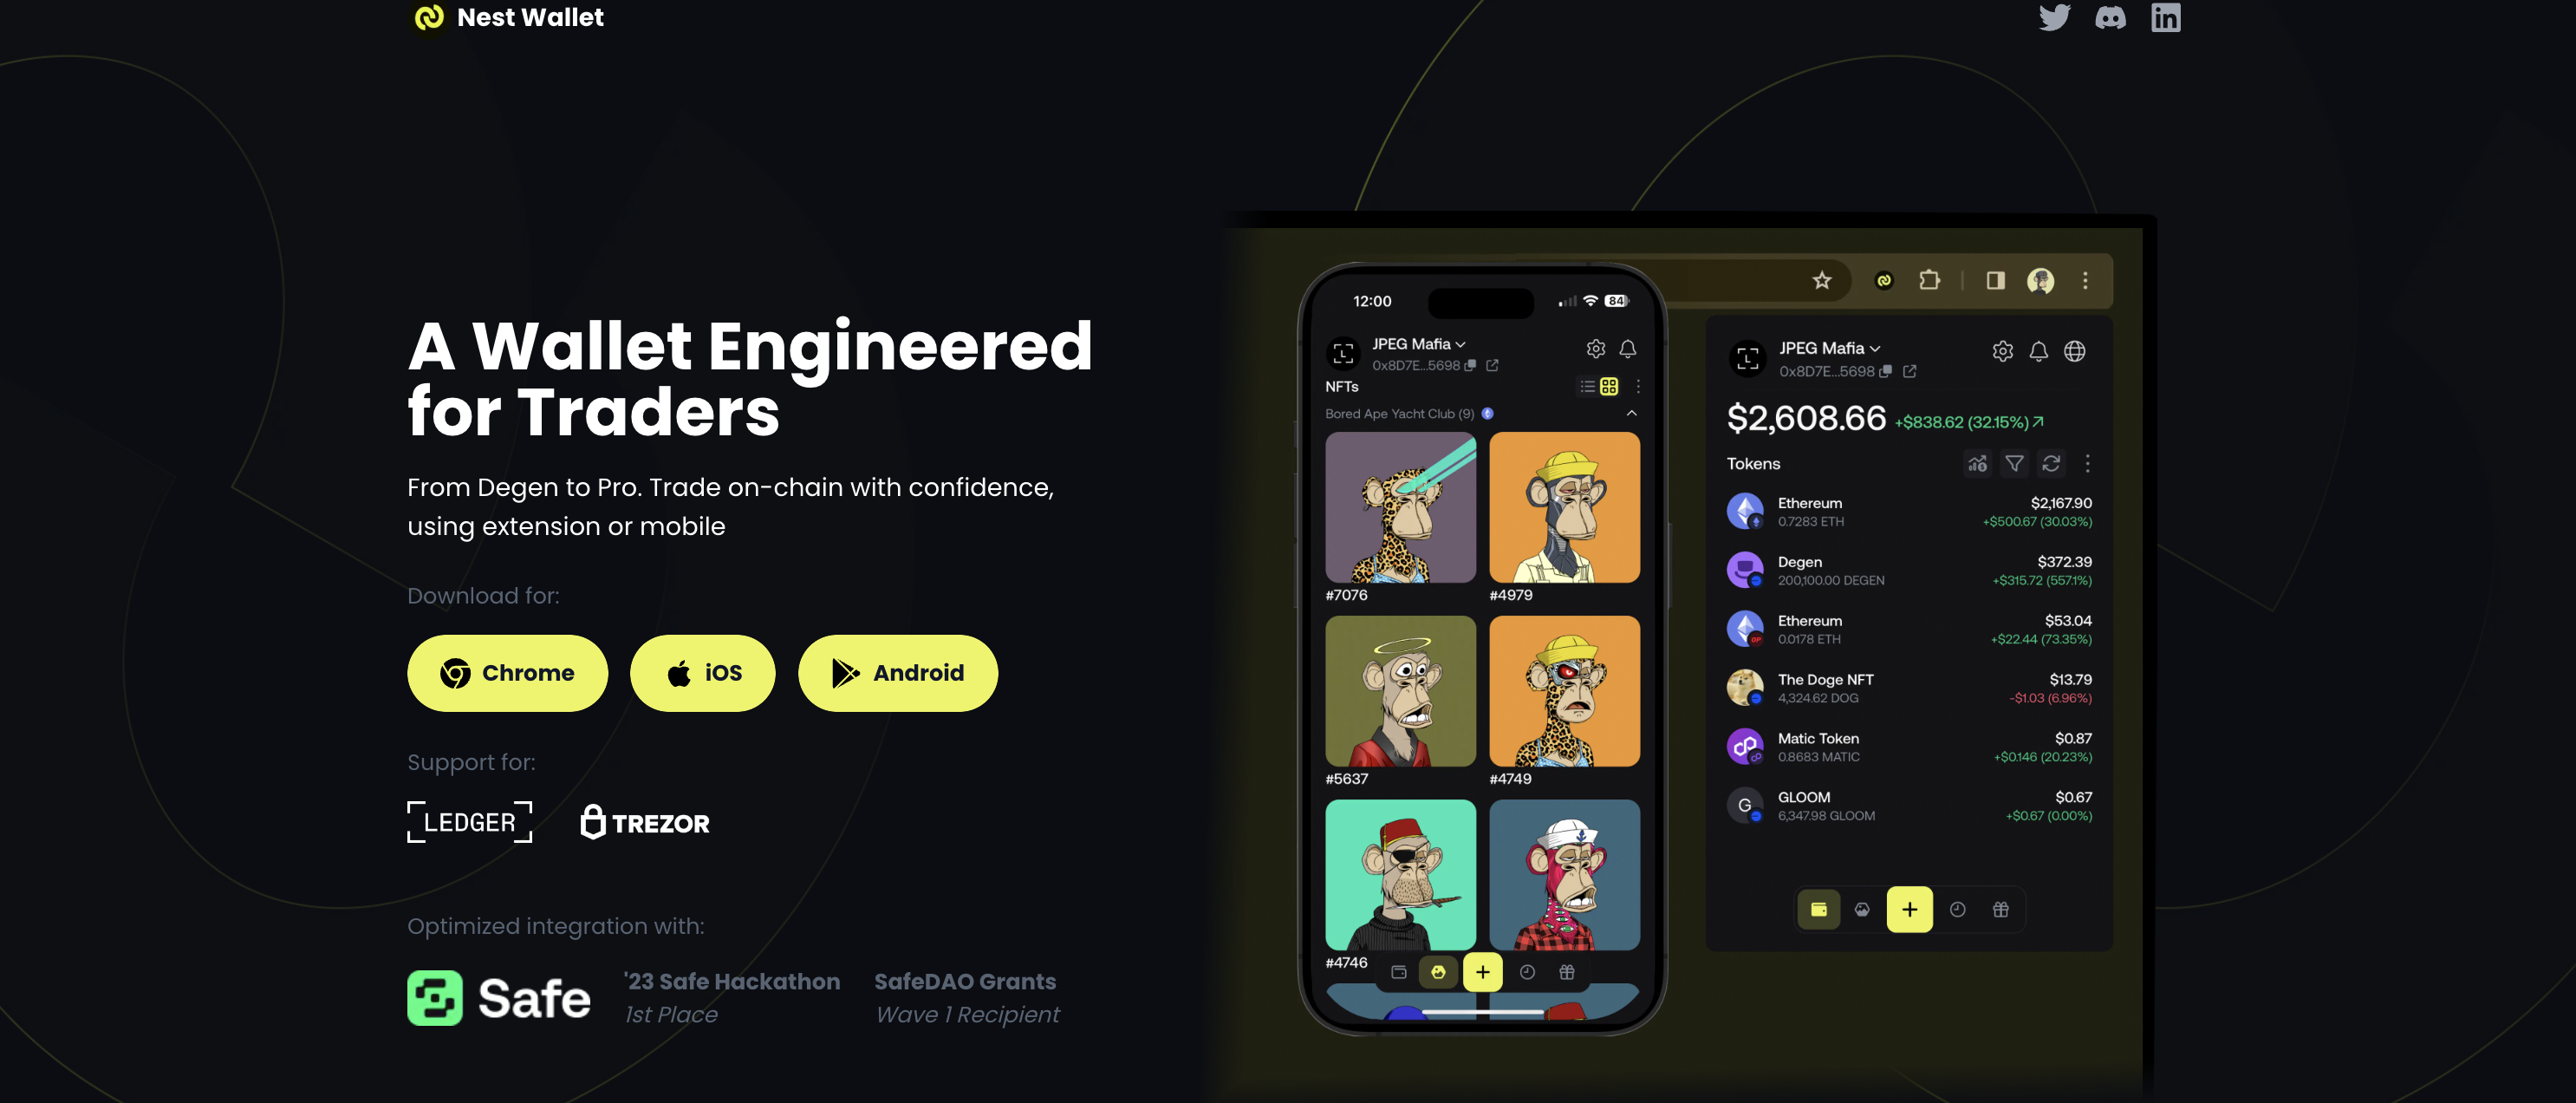 Nest Wallet
A Wallet Engineered
for Traders
From Degen to Pro. Trade on-chain with confidence,
using extension or mobile
Download for:
Chrome
iOS
Android
Support for:
LEDGER
TREZOR
Optimized integration with:
Safe
'23 Safe Hackathon
1st Place
SafeDAO Grants
Wave 1 Recipient
12:00
84
JPEG Mafia
0x8D7E...5698
NFTs
Bored Ape Yacht Club (9)
#7076
#4979
#5637
#4749
#4746
L
JPEG Mafia
0x8D7E...5698
$2,608.66 +$838.62 (32.15%)
Tokens
Ethereum $2,167.90
0.7283 ETH +$500.67 (30.03%)
Degen $372.39
200,100.00 DEGEN +$315.72 (557.1%)
Ethereum $53.04
0.0178 ETH +$22.44 (73.35%)
OP
The Doge NFT $13.79
4,324.62 DOG -$1.03 (6.96%)
Matic Token $0.87
0.8683 MATIC +$0.146 (20.23%)
G
GLOOM $0.67
6,347.98 GLOOM +$0.67 (0.00%)